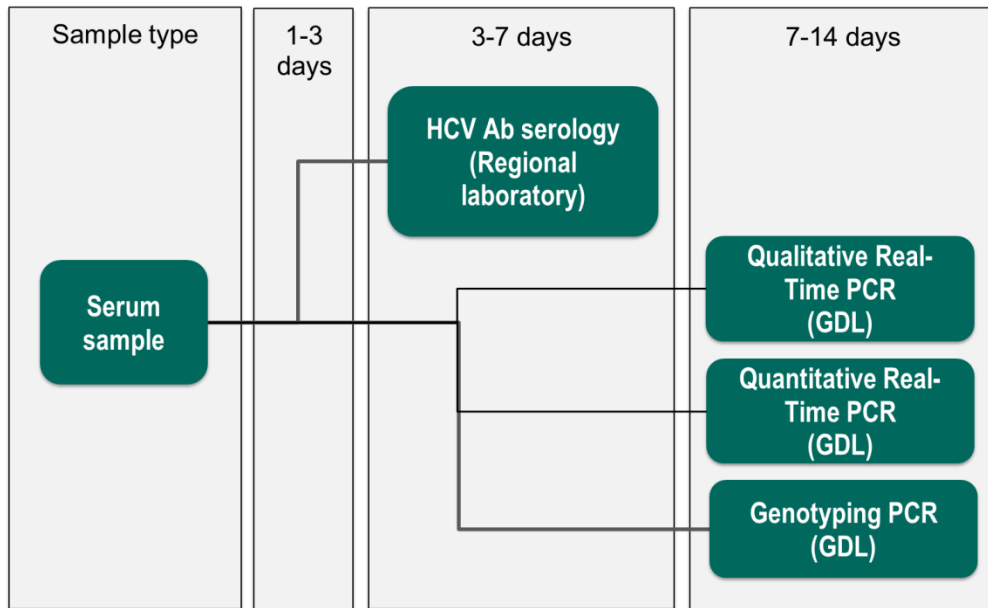 Sample type
1-3
days
3-7 days
7-14 days
HCV Ab serology
(Regional
laboratory)
Serum
sample
Qualitative Real-
Time PCR
(GDL)
Quantitative Real-
Time PCR
(GDL)
Genotyping PCR
(GDL)